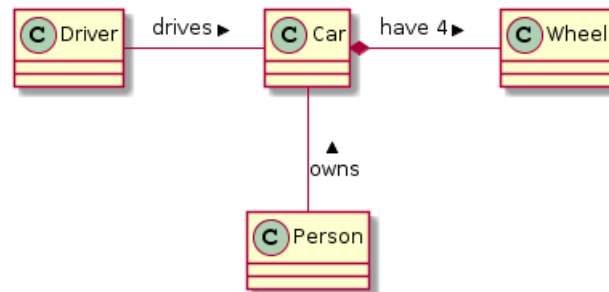 C Driver
drives ▶
C Car
have 4 ▶
C Wheel
▲
owns
C Person